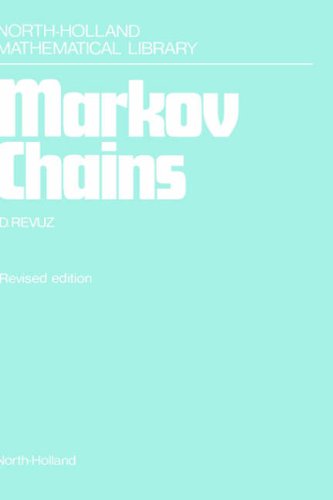 NORTH-HOLLAND
MATHEMATICAL LIBRARY
Markov
Chains
D. REVUZ
Revised edition
North-Holland